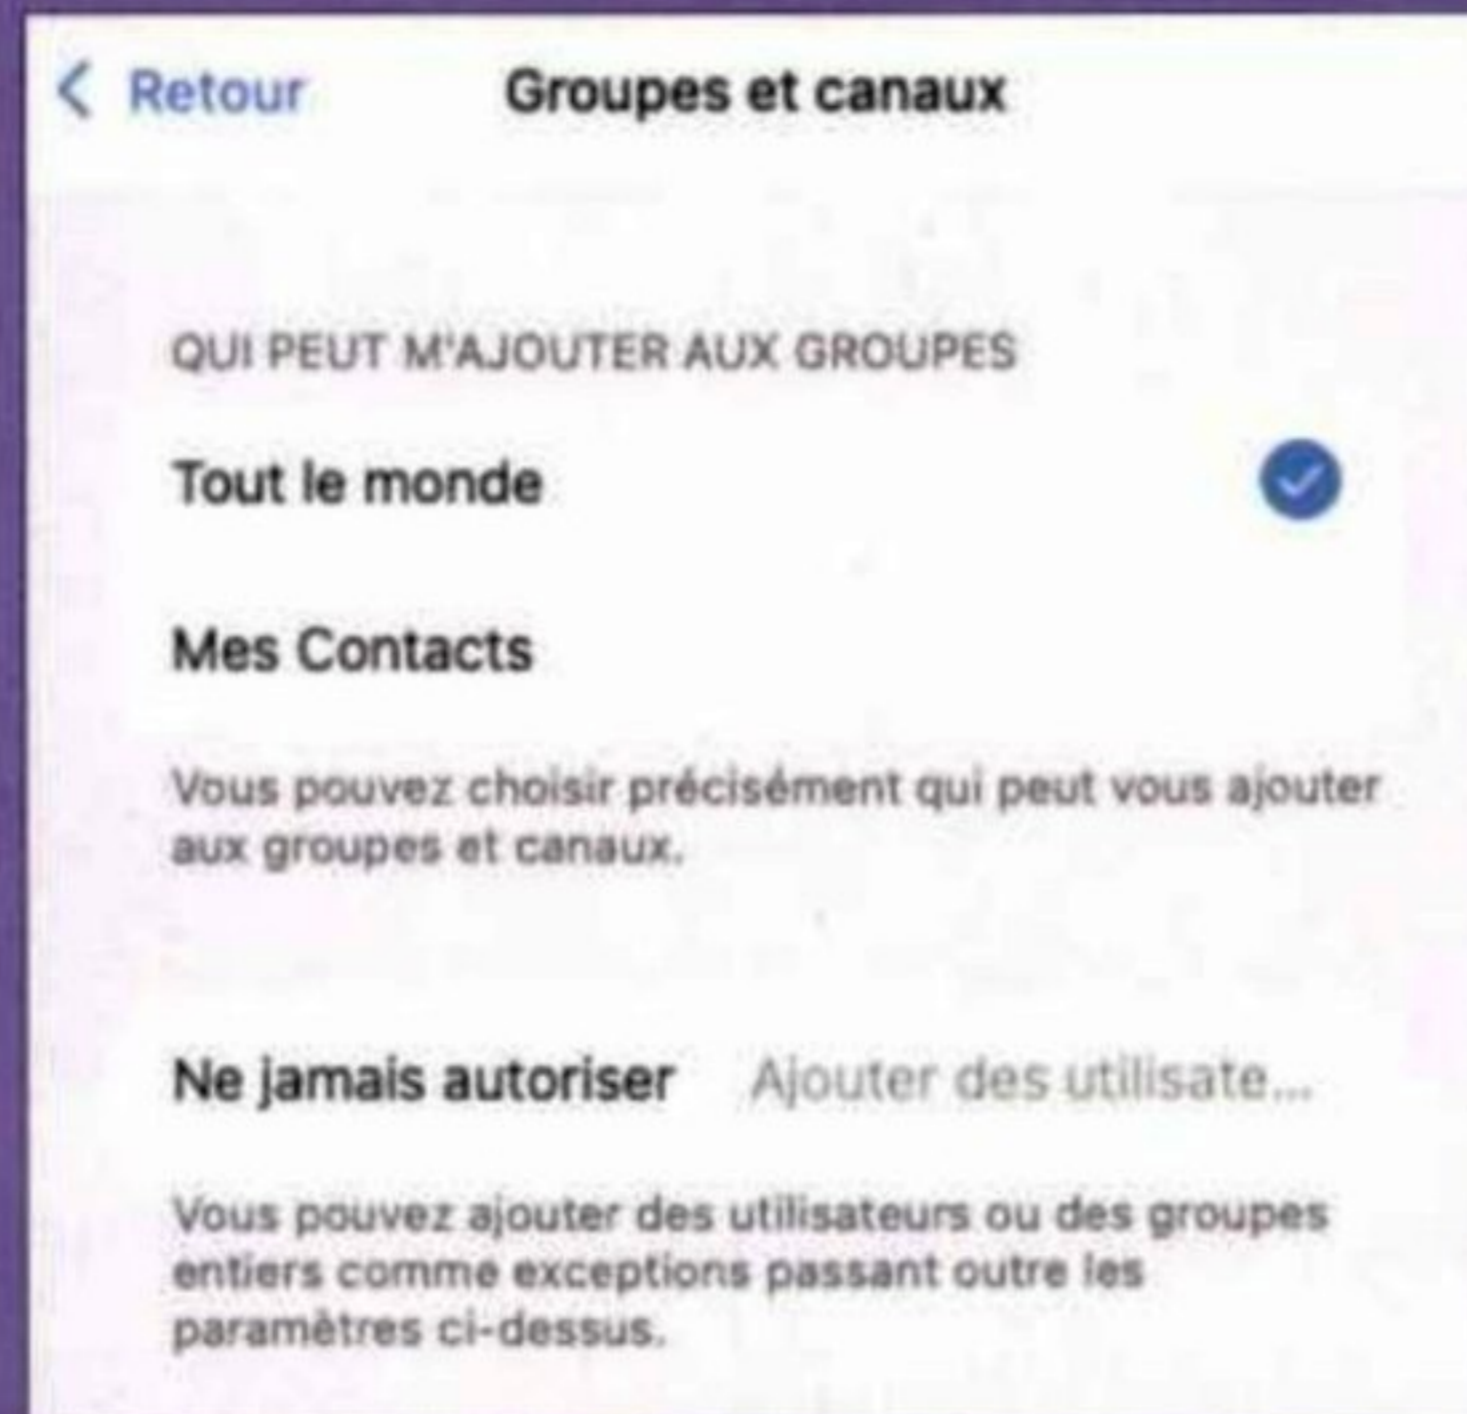 Retour
Groupes et canaux
QUI PEUT M'AJOUTER AUX GROUPES
Tout le monde
Mes Contacts
Vous pouvez choisir précisément qui peut vous ajouter
aux groupes et canaux.
Ne jamais autoriser Ajouter des utilisate...
Vous pouvez ajouter des utilisateurs ou des groupes
entiers comme exceptions passant outre les
paramètres ci-dessus.